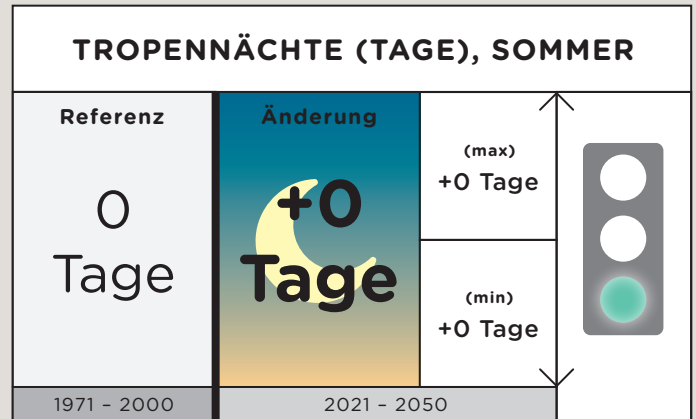 TROPENNÄCHTE (TAGE), SOMMER
Referenz
0
Tage
1971 – 2000
Änderung
+0
Tage
(max)
+0 Tage
(min)
+0 Tage
2021 – 2050